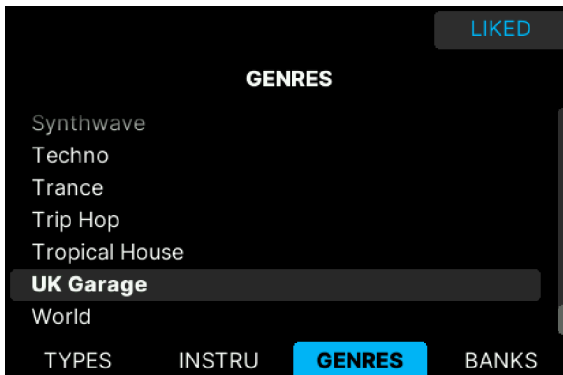 LIKED
GENRES
Synthwave
Techno
Trance
Trip Hop
Tropical House
UK Garage
World
TYPES INSTRU GENRES BANKS